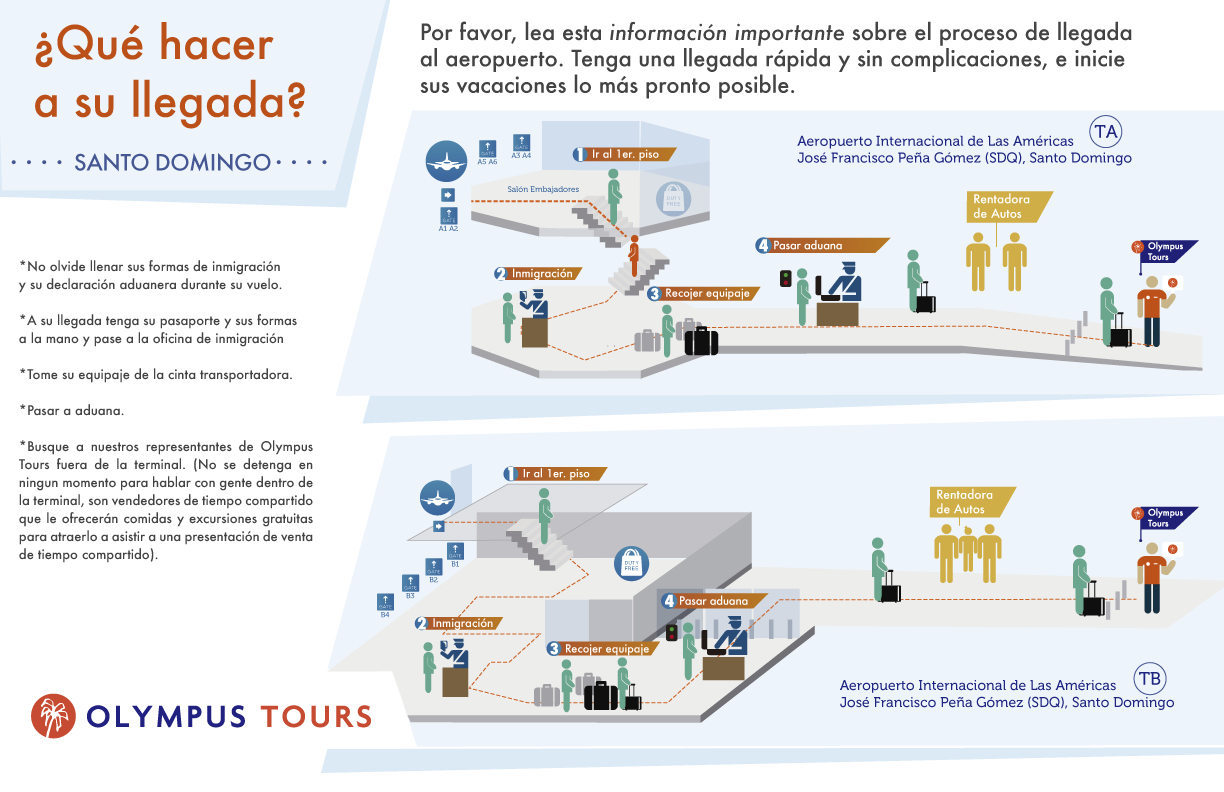 ¿Qué hacer
a su llegada?
SANTO DOMINGO
*No olvide llenar sus formas de inmigración
y su declaración aduanera durante su vuelo.
*A su llegada tenga su pasaporte y sus formas
a la mano y pase a la oficina de inmigración
*Tome su equipaje de la cinta transportadora.
*Pasar a aduana.
*Busque a nuestros representantes de Olympus
Tours fuera de la terminal. (No se detenga en
ningun momento para hablar con gente dentro de
la terminal, son vendedores de tiempo compartido
que le ofrecerán comidas y excursiones gratuitas
para atraerlo a asistir a una presentación de venta
de tiempo compartido).
OLYMPUS TOURS
Por favor, lea esta información importante sobre el proceso de llegada
al aeropuerto. Tenga una llegada rápida y sin complicaciones, e inicie
sus vacaciones lo más pronto posible.
Aeropuerto Internacional de Las Américas
José Francisco Peña Gómez (SDQ), Santo Domingo
TA
GATE
A5 A6
GATE
A3 A4
GATE
A1 A2
1 Ir al 1er. piso
Salón Embajadores
DUTY
FREE
2 Inmigración
3 Recojer equipaje
4 Pasar aduana
Rentadora
de Autos
Olympus
Tours
1 Ir al 1er. piso
GATE
B1
GATE
B2
GATE
B3
GATE
B4
DUTY
FREE
2 Inmigración
3 Recojer equipaje
4 Pasar aduana
Rentadora
de Autos
Olympus
Tours
Aeropuerto Internacional de Las Américas
José Francisco Peña Gómez (SDQ), Santo Domingo
TB